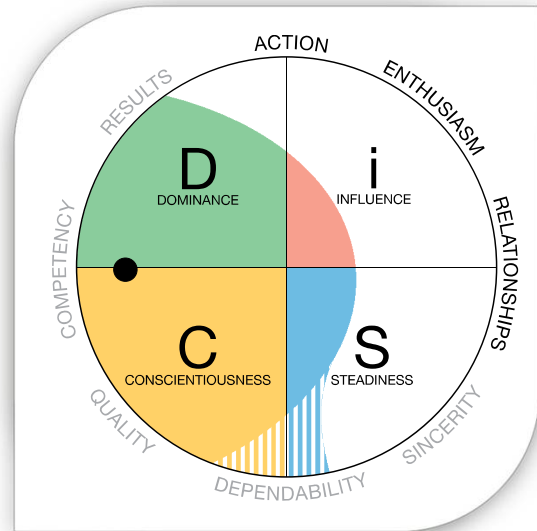 ACTION
ENTHUSIASM
RESULTS
D
DOMINANCE
i
INFLUENCE
COMPETENCY
RELATIONSHIPS
C
CONSCIENTIOUSNESS
S
STEADINESS
QUALITY
SINCERITY
DEPENDABILITY